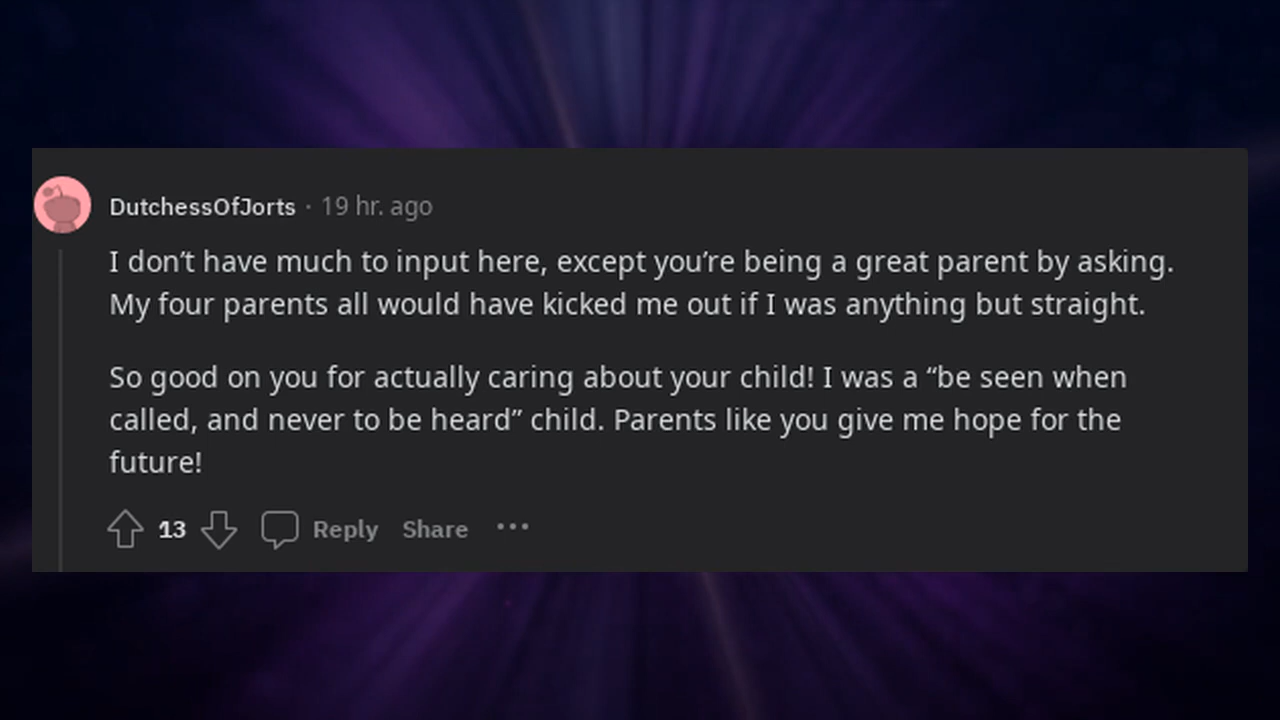 DutchessOfJorts · 19 hr. ago
I don’t have much to input here, except you’re being a great parent by asking.
My four parents all would have kicked me out if I was anything but straight.
So good on you for actually caring about your child! I was a “be seen when
called, and never to be heard” child. Parents like you give me hope for the
future!
13 Reply Share ···